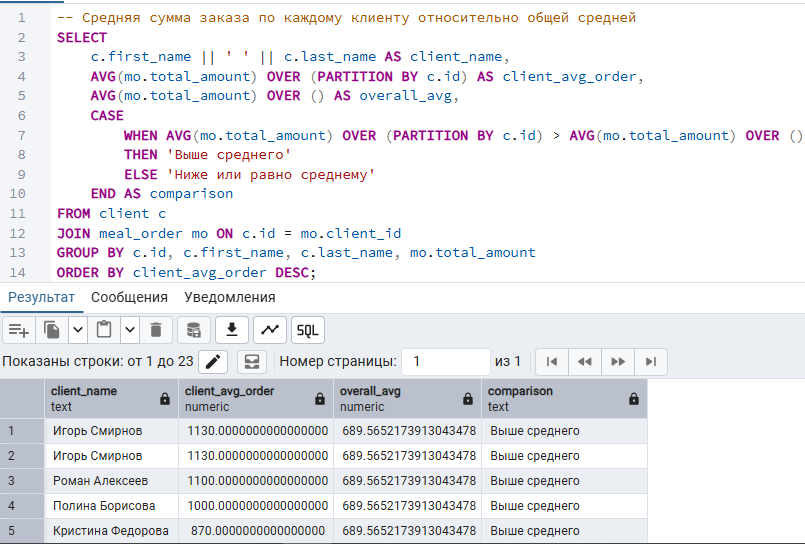 1 -- Средняя сумма заказа по каждому клиенту относительно общей средней
2 SELECT
3 c.first_name || ' ' || c.last_name AS client_name,
4 AVG(mo.total_amount) OVER (PARTITION BY c.id) AS client_avg_order,
5 AVG(mo.total_amount) OVER () AS overall_avg,
6 CASE
7 WHEN AVG(mo.total_amount) OVER (PARTITION BY c.id) > AVG(mo.total_amount) OVER ()
8 THEN 'Выше среднего'
9 ELSE 'Ниже или равно среднему'
10 END AS comparison
11 FROM client c
12 JOIN meal_order mo ON c.id = mo.client_id
13 GROUP BY c.id, c.first_name, c.last_name, mo.total_amount
14 ORDER BY client_avg_order DESC;
Результат Сообщения Уведомления
SQL
Показаны строки: от 1 до 23 Номер страницы: 1 из 1
client_name client_avg_order overall_avg comparison
text numeric numeric text
1 Игорь Смирнов 1130.0000000000000000 689.5652173913043478 Выше среднего
2 Игорь Смирнов 1130.0000000000000000 689.5652173913043478 Выше среднего
3 Роман Алексеев 1100.0000000000000000 689.5652173913043478 Выше среднего
4 Полина Борисова 1000.0000000000000000 689.5652173913043478 Выше среднего
5 Кристина Федорова 870.0000000000000000 689.5652173913043478 Выше среднего